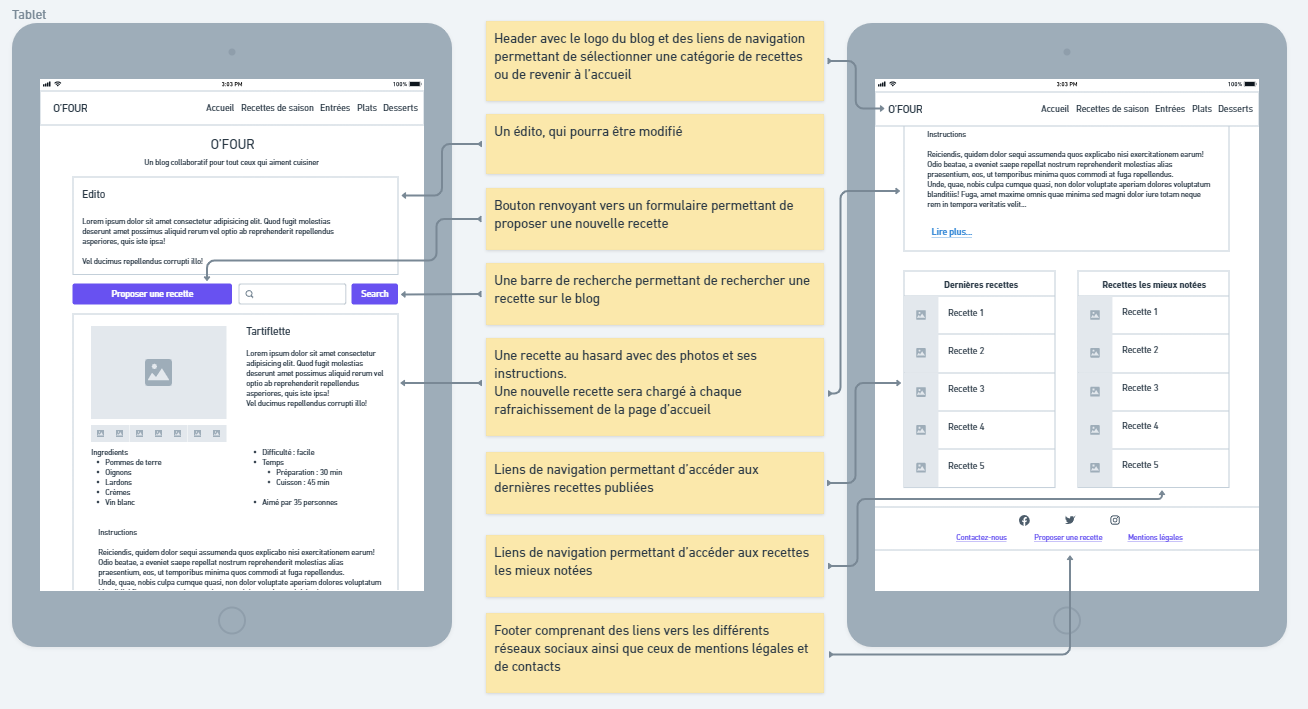 Tablet
3:03 PM
100%
O'FOUR
Accueil Recettes de saison Entrées Plats Desserts
O'FOUR
Un blog collaboratif pour tout ceux qui aiment cuisiner
Edito
Lorem ipsum dolor sit amet consectetur adipisicing elit. Quod fugit molestias
deserunt amet possimus aliquid rerum vel optio ab reprehenderit repellendus
asperiores, quis iste ipsa!
Vel ducimus repellendus corrupti illo!
Proposer une recette
Search
Tartiflette
Lorem ipsum dolor sit amet consectetur
adipisicing elit. Quod fugit molestias
deserunt amet possimus aliquid rerum vel
optio ab reprehenderit repellendus
asperiores, quis iste ipsa!
Vel ducimus repellendus corrupti illo!
Ingredients
• Pommes de terre
• Oignons
• Lardons
• Crèmes
• Vin blanc
• Difficulté : facile
• Temps
• Préparation : 30 min
• Cuisson : 45 min
• Aimé par 35 personnes
Instructions
Reiciendis, quidem dolor sequi assumenda quos explicabo nisi exercitationem earum!
Odio beatae, a eveniet saepe repellat nostrum reprehenderit molestias alias
praesentium, eos, ut temporibus minima quos commodi at fuga repellendus.
Unde, quae, nobis culpa cumque quasi, non dolor voluptate aperiam dolores voluptatum
Header avec le logo du blog et des liens de navigation
permettant de sélectionner une catégorie de recettes
ou de revenir à l'accueil
Un édito, qui pourra être modifié
Bouton renvoyant vers un formulaire permettant de
proposer une nouvelle recette
Une barre de recherche permettant de rechercher une
recette sur le blog
Une recette au hasard avec des photos et ses
instructions.
Une nouvelle recette sera chargé à chaque
rafraichissement de la page d'accueil
Liens de navigation permettant d'accéder aux
dernières recettes publiées
Liens de navigation permettant d'accéder aux recettes
les mieux notées
Footer comprenant des liens vers les différents
réseaux sociaux ainsi que ceux de mentions légales et
de contacts
3:03 PM
100%
O'FOUR
Accueil Recettes de saison Entrées Plats Desserts
Instructions
Reiciendis, quidem dolor sequi assumenda quos explicabo nisi exercitationem earum!
Odio beatae, a eveniet saepe repellat nostrum reprehenderit molestias alias
praesentium, eos, ut temporibus minima quos commodi at fuga repellendus.
Unde, quae, nobis culpa cumque quasi, non dolor voluptate aperiam dolores voluptatum
blanditiis! Fuga, amet maxime omnis quae minima sed magni dolor iure totam neque
rem in tempora veritatis velit...
Lire plus...
Dernières recettes
Recette 1
Recette 2
Recette 3
Recette 4
Recette 5
Recettes les mieux notées
Recette 1
Recette 2
Recette 3
Recette 4
Recette 5
Contactez-nous
Proposer une recette
Mentions légales